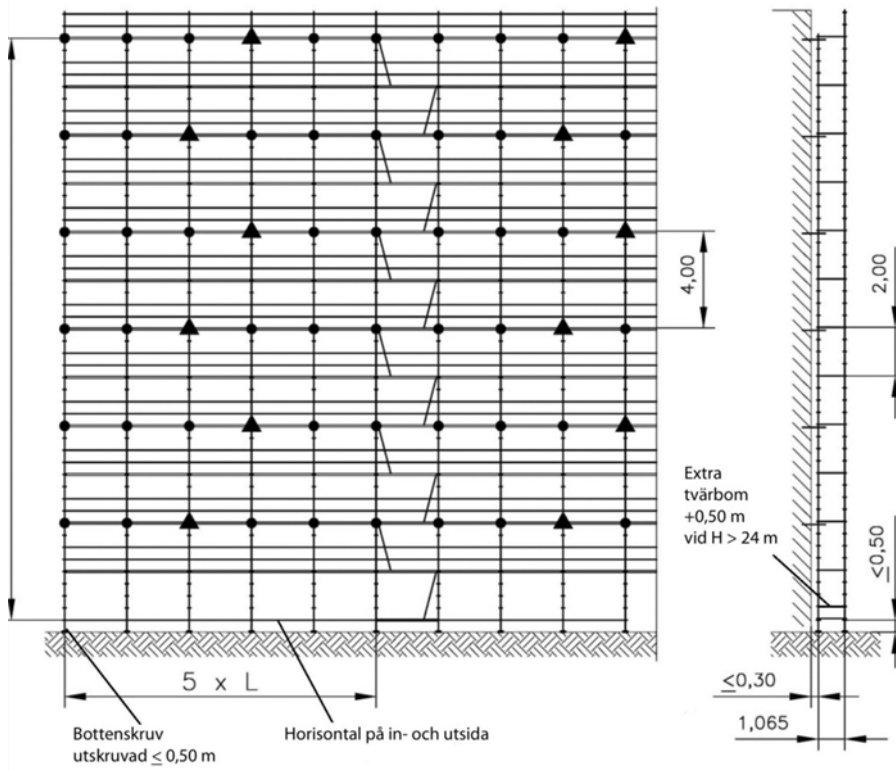 4,00
2,00
Extra
tvärbom
+0,50 m
vid H > 24 m
≤0,50
5 x L
≤0,30
1,065
Bottenskruv
utskruvad ≤ 0,50 m
Horisontal på in- och utsida